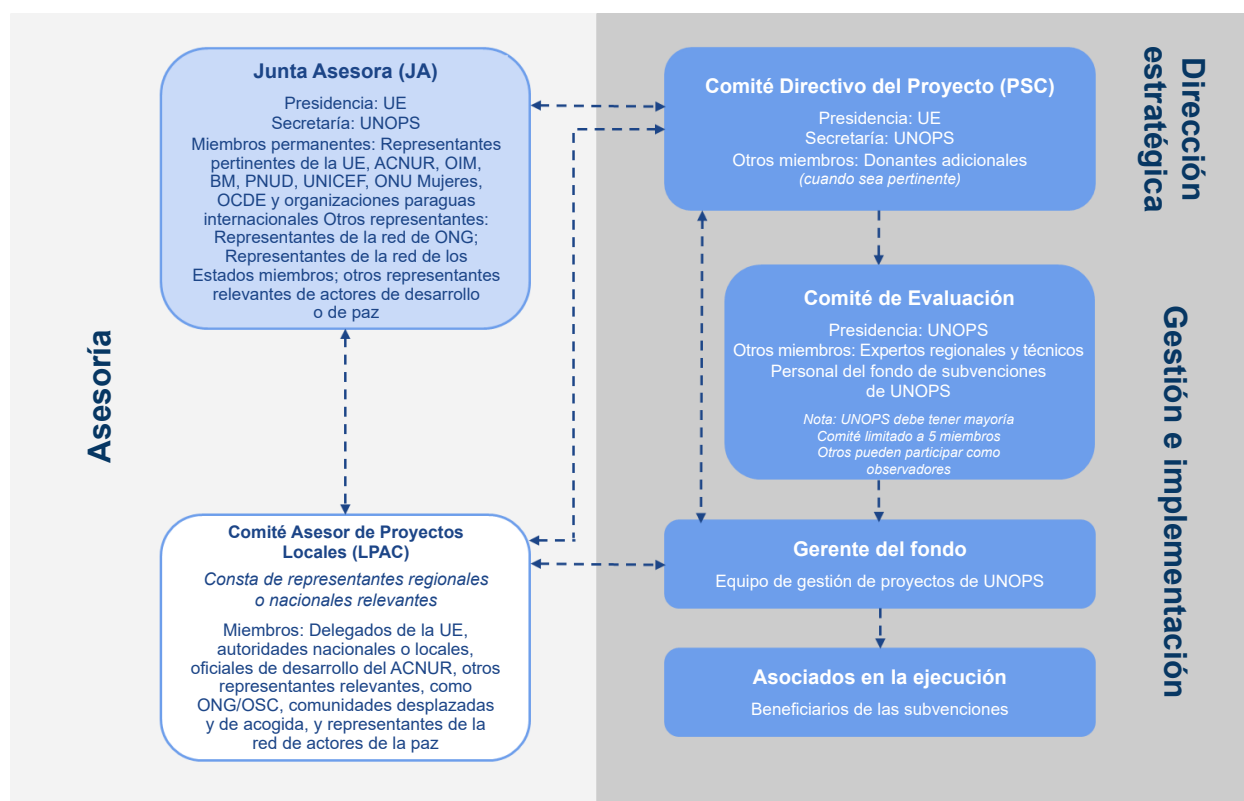 Asesoría
Junta Asesora (JA)
Presidencia: UE
Secretaría: UNOPS
Miembros permanentes: Representantes
pertinentes de la UE, ACNUR, OIM,
BM, PNUD, UNICEF, ONU Mujeres,
OCDE y organizaciones paraguas
internacionales Otros representantes:
Representantes de la red de ONG;
Representantes de la red de los
Estados miembros; otros representantes
relevantes de actores de desarrollo
o de paz
Comité Asesor de Proyectos
Locales (LPAC)
Consta de representantes regionales
o nacionales relevantes
Miembros: Delegados de la UE,
autoridades nacionales o locales,
oficiales de desarrollo del ACNUR, otros
representantes relevantes, como
ONG/OSC, comunidades desplazadas
y de acogida, y representantes de la
red de actores de la paz
Dirección
estratégica
Comité Directivo del Proyecto (PSC)
Presidencia: UE
Secretaría: UNOPS
Otros miembros: Donantes adicionales
(cuando sea pertinente)
Gestión e implementación
Comité de Evaluación
Presidencia: UNOPS
Otros miembros: Expertos regionales y técnicos
Personal del fondo de subvenciones
de UNOPS
Nota: UNOPS debe tener mayoría
Comité limitado a 5 miembros
Otros pueden participar como
observadores
Gerente del fondo
Equipo de gestión de proyectos de UNOPS
Asociados en la ejecución
Beneficiarios de las subvenciones